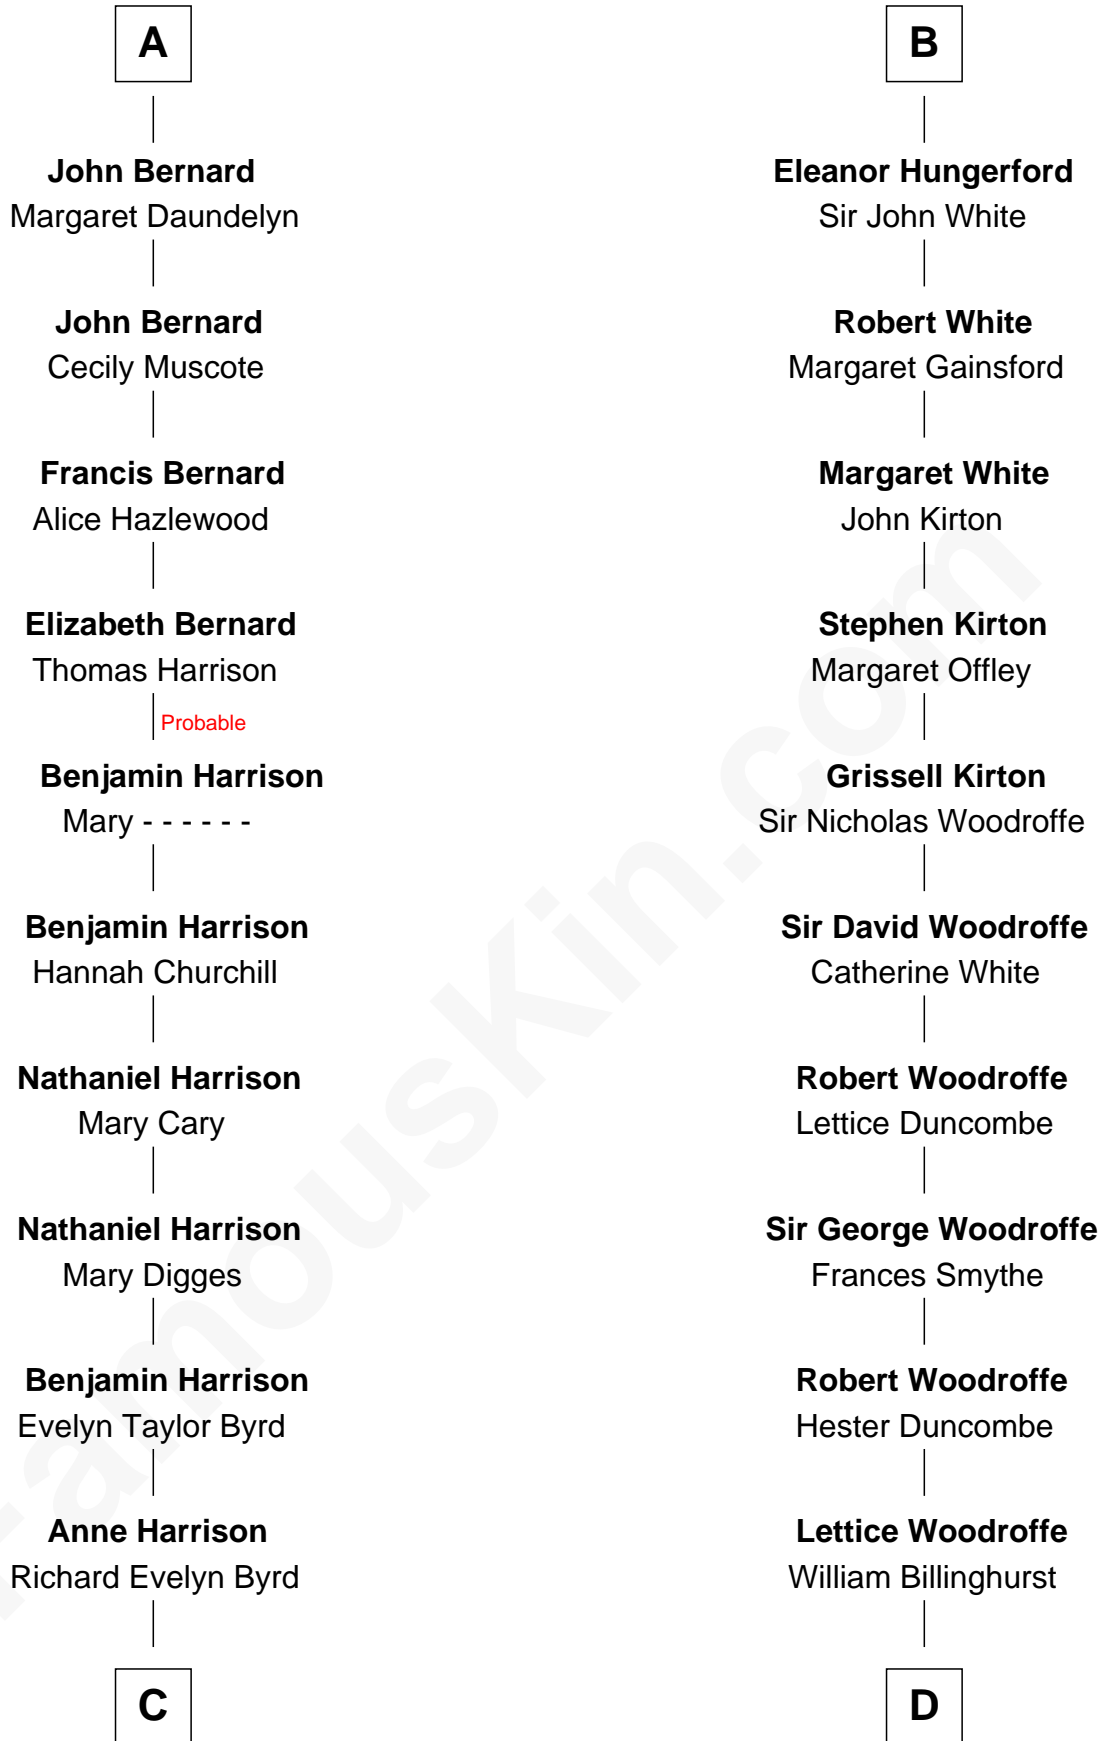 A
John Bernard
Margaret Daundelyn
John Bernard
Cecily Muscote
Francis Bernard
Alice Hazlewood
Elizabeth Bernard
Thomas Harrison
Probable
Benjamin Harrison
Mary - - - - - -
Benjamin Harrison
Hannah Churchill
Nathaniel Harrison
Mary Cary
Nathaniel Harrison
Mary Digges
Benjamin Harrison
Evelyn Taylor Byrd
Anne Harrison
Richard Evelyn Byrd
C
B
Eleanor Hungerford
Sir John White
Robert White
Margaret Gainsford
Margaret White
John Kirton
Stephen Kirton
Margaret Offley
Grissell Kirton
Sir Nicholas Woodroffe
Sir David Woodroffe
Catherine White
Robert Woodroffe
Lettice Duncombe
Sir George Woodroffe
Frances Smythe
Robert Woodroffe
Hester Duncombe
Lettice Woodroffe
William Billinghurst
D
FamousKin.com